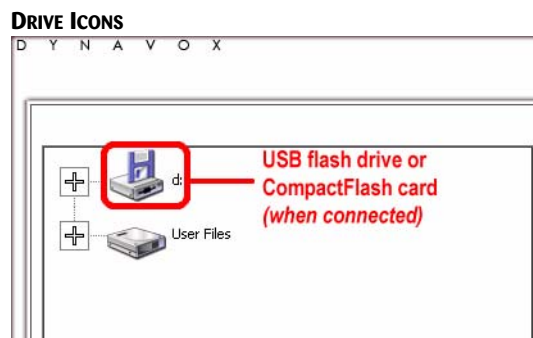 DRIVE ICONS
D Y N A V O X
d:
USB flash drive or
CompactFlash card
(when connected)
User Files